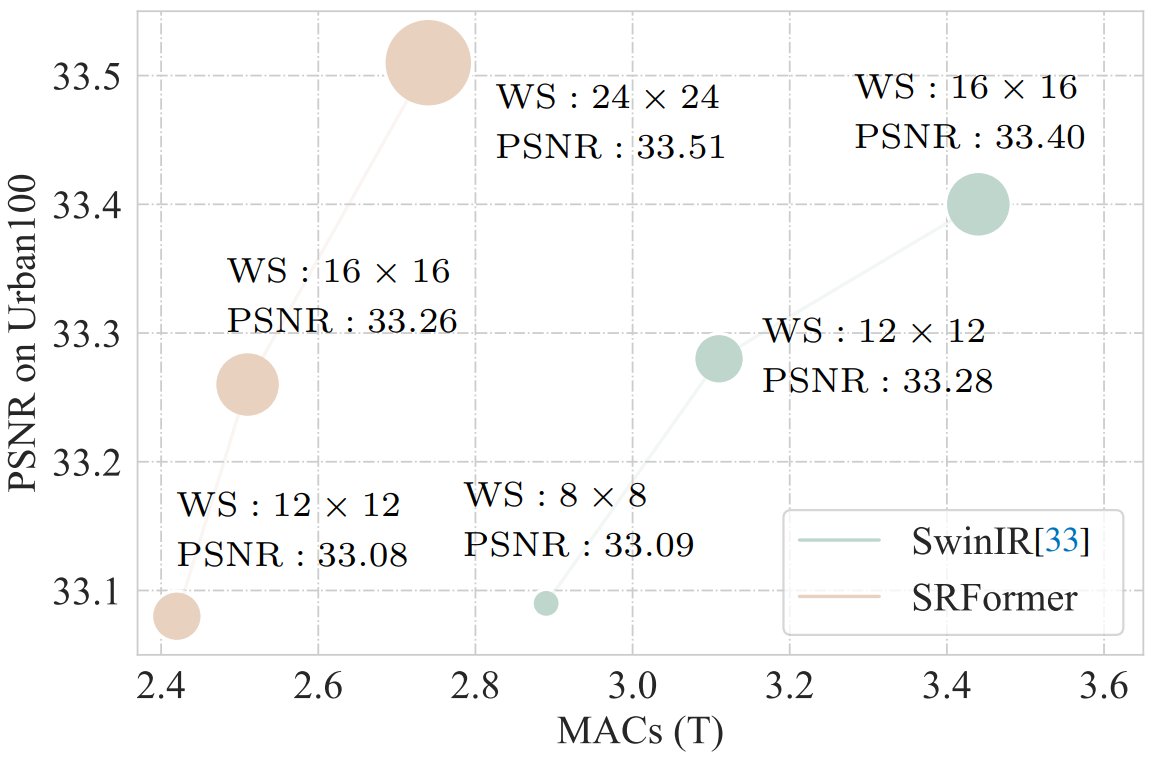 33.5
33.4
33.3
33.2
33.1
PSNR on Urban100
WS : 24 × 24
PSNR : 33.51
WS : 16 × 16
PSNR : 33.40
WS : 16 × 16
PSNR : 33.26
WS : 12 × 12
PSNR : 33.28
WS : 12 × 12
PSNR : 33.08
WS : 8 × 8
PSNR : 33.09
SwinIR[33]
SRFormer
2.4 2.6 2.8 3.0 3.2 3.4 3.6
MACs (T)